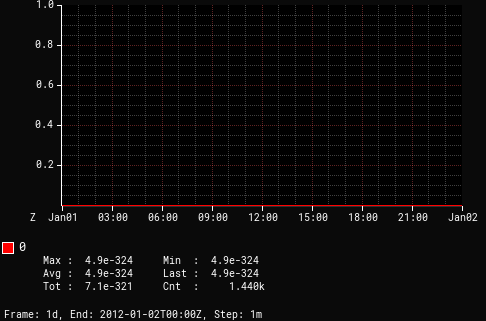 1.0
0.8
0.6
0.4
0.2
Z Jan01 03:00 06:00 09:00 12:00 15:00 18:00 21:00 Jan02
0
Max : 4.9e-324 Min : 4.9e-324
Avg : 4.9e-324 Last : 4.9e-324
Tot : 7.1e-321 Cnt : 1.440k
Frame: 1d, End: 2012-01-02T00:00Z, Step: 1m